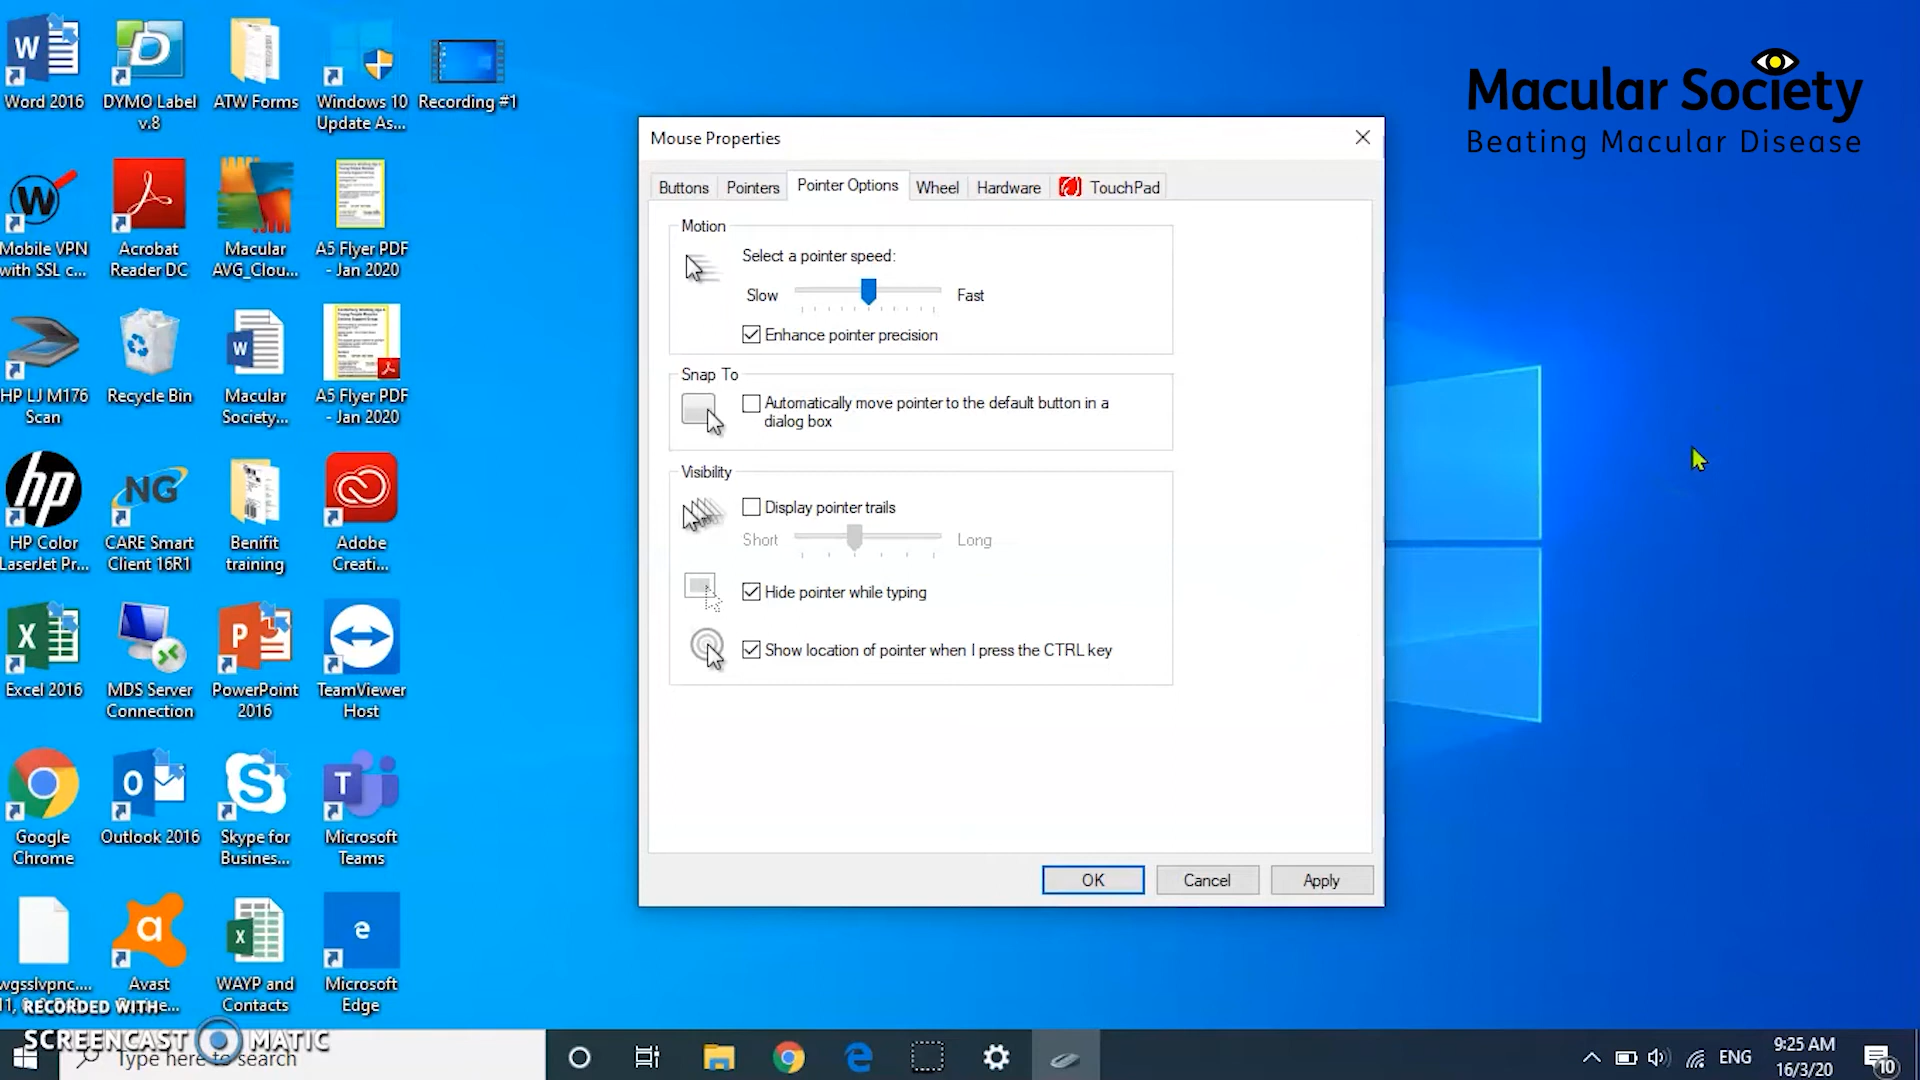 Word 2016
DYMO Label
v.8
ATW Forms
Windows 10
Update As...
Recording #1
Macular Society
Beating Macular Disease
Mobile VPN
with SSL c...
Acrobat
Reader DC
Macular
AVG_Clou...
A5 Flyer PDF
- Jan 2020
HP LJ M176
Scan
Recycle Bin
Macular
Society...
A5 Flyer PDF
- Jan 2020
HP Color
LaserJet Pr...
CARE Smart
Client 16R1
Benifit
training
Adobe
Creati...
Excel 2016
MDS Server
Connection
PowerPoint
2016
TeamViewer
Host
Google
Chrome
Outlook 2016
Skype for
Busines...
Microsoft
Teams
wgsslvpnc....
Avast
WAYP and
Contacts
Microsoft
Edge
Mouse Properties
Buttons
Pointers
Pointer Options
Wheel
Hardware
TouchPad
Motion
Select a pointer speed:
Slow
Fast
Enhance pointer precision
Snap To
Automatically move pointer to the default button in a
dialog box
Visibility
Display pointer trails
Short
Long
Hide pointer while typing
Show location of pointer when I press the CTRL key
OK
Cancel
Apply
RECORDED WITH
SCREENCAST MATIC
Type here to search
ENG
9:25 AM
16/3/20
10